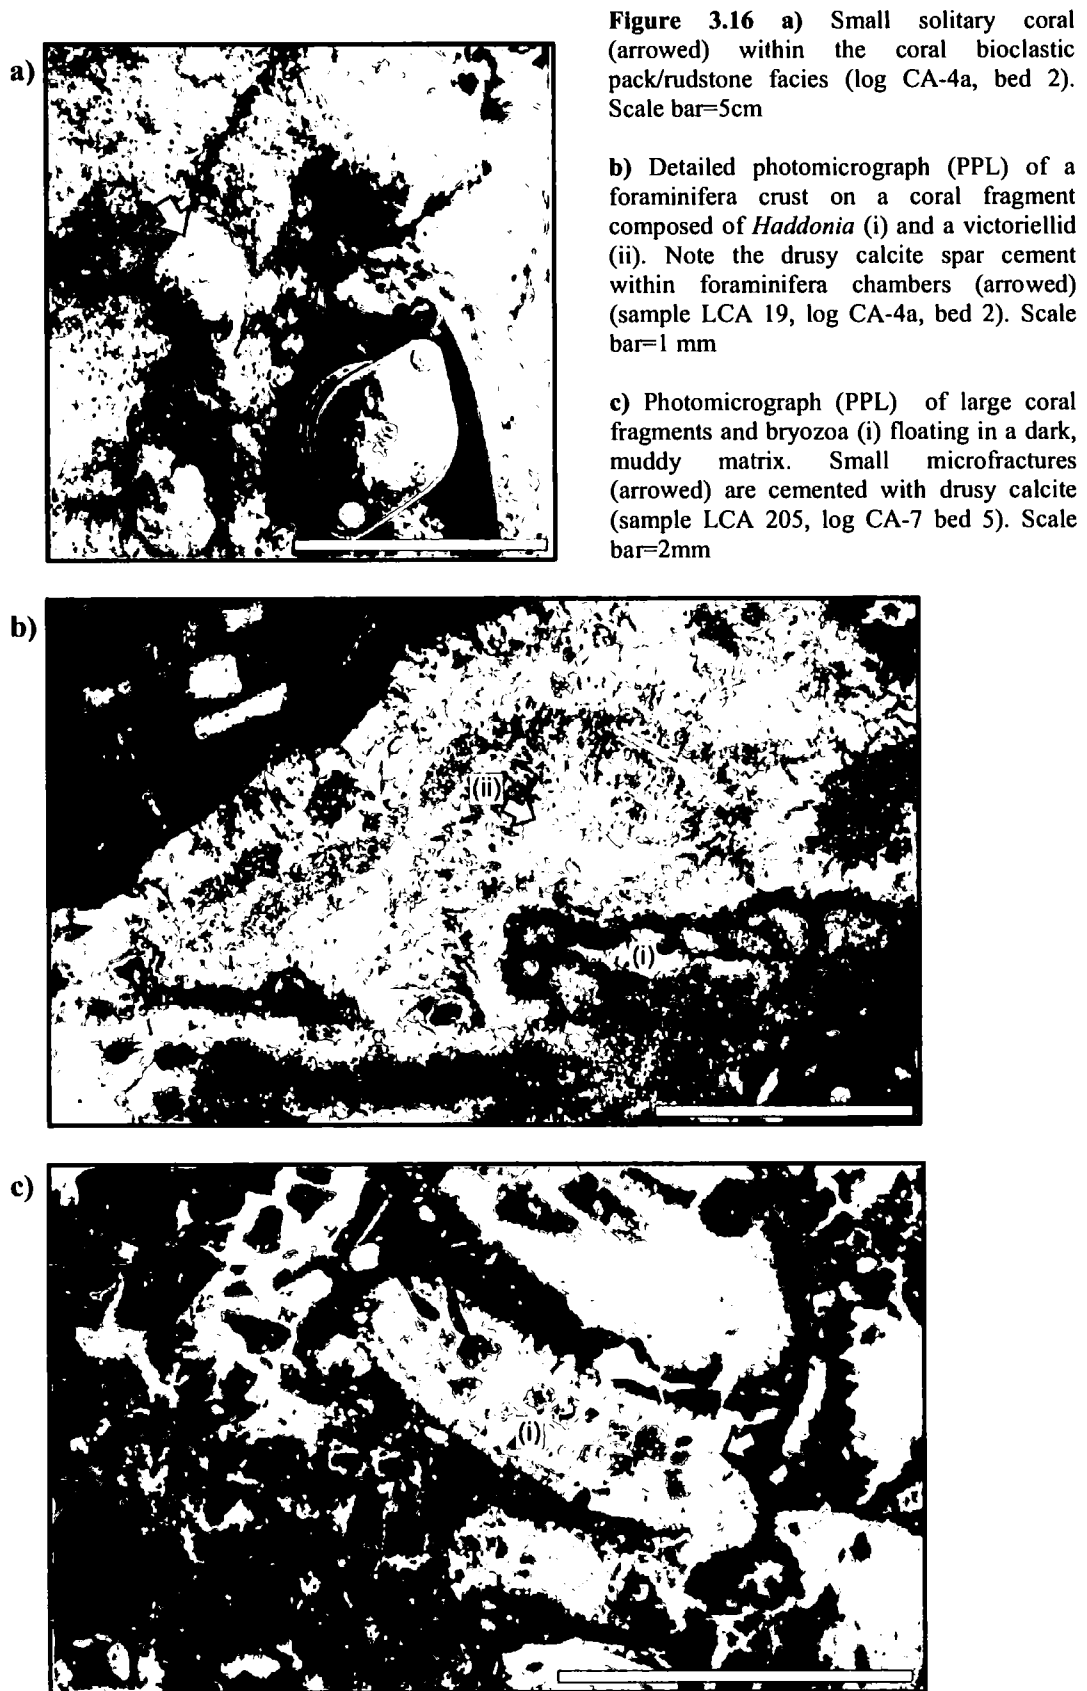 a)
Figure 3.16 a) Small solitary coral
(arrowed) within the coral bioclastic
pack/rudstone facies (log CA-4a, bed 2).
Scale bar=5cm
b) Detailed photomicrograph (PPL) of a
foraminifera crust on a coral fragment
composed of Haddonia (i) and a victoriellid
(ii). Note the drusy calcite spar cement
within foraminifera chambers (arrowed)
(sample LCA 19, log CA-4a, bed 2). Scale
bar=1 mm
c) Photomicrograph (PPL) of large coral
fragments and bryozoa (i) floating in a dark,
muddy matrix. Small microfractures
(arrowed) are cemented with drusy calcite
(sample LCA 205, log CA-7 bed 5). Scale
bar=2mm
b)
(ii)
(i)
c)
(i)